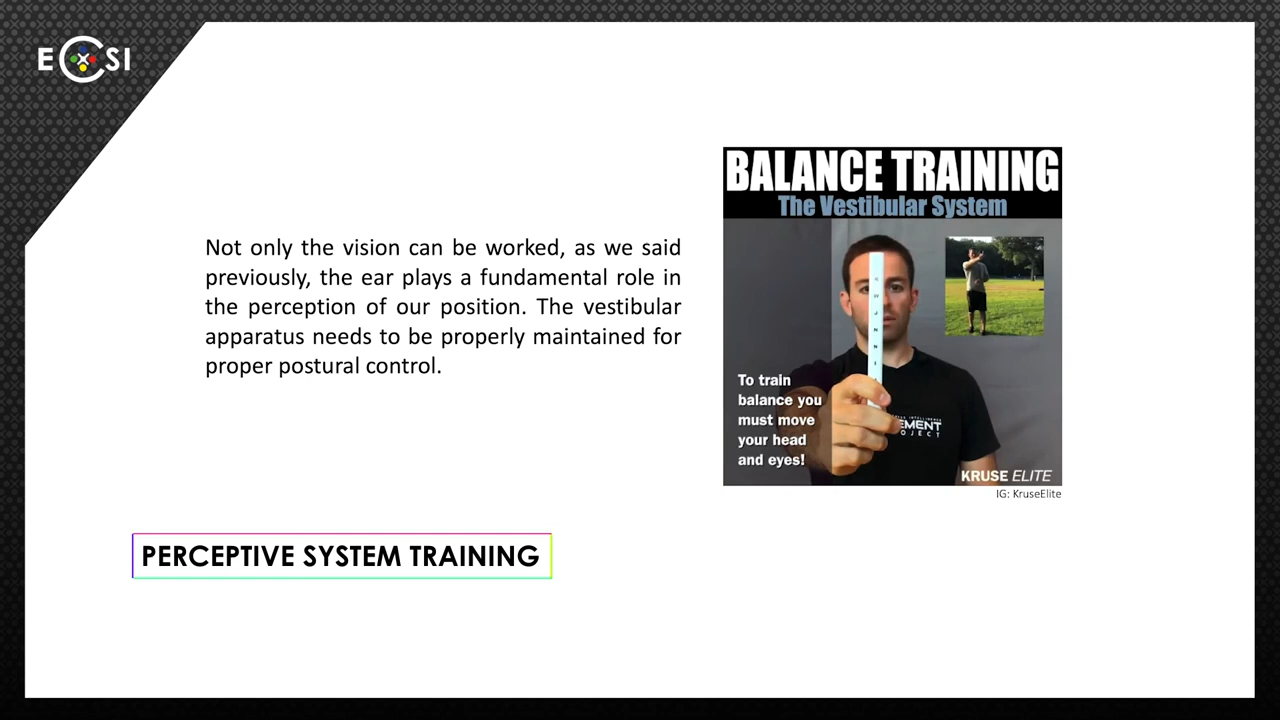 ECSI
Not only the vision can be worked, as we said
previously, the ear plays a fundamental role in
the perception of our position. The vestibular
apparatus needs to be properly maintained for
proper postural control.
BALANCE TRAINING
The Vestibular System
To train
balance you
must move
your head
and eyes!
KRUSE ELITE
IG: KruseElite
PERCEPTIVE SYSTEM TRAINING